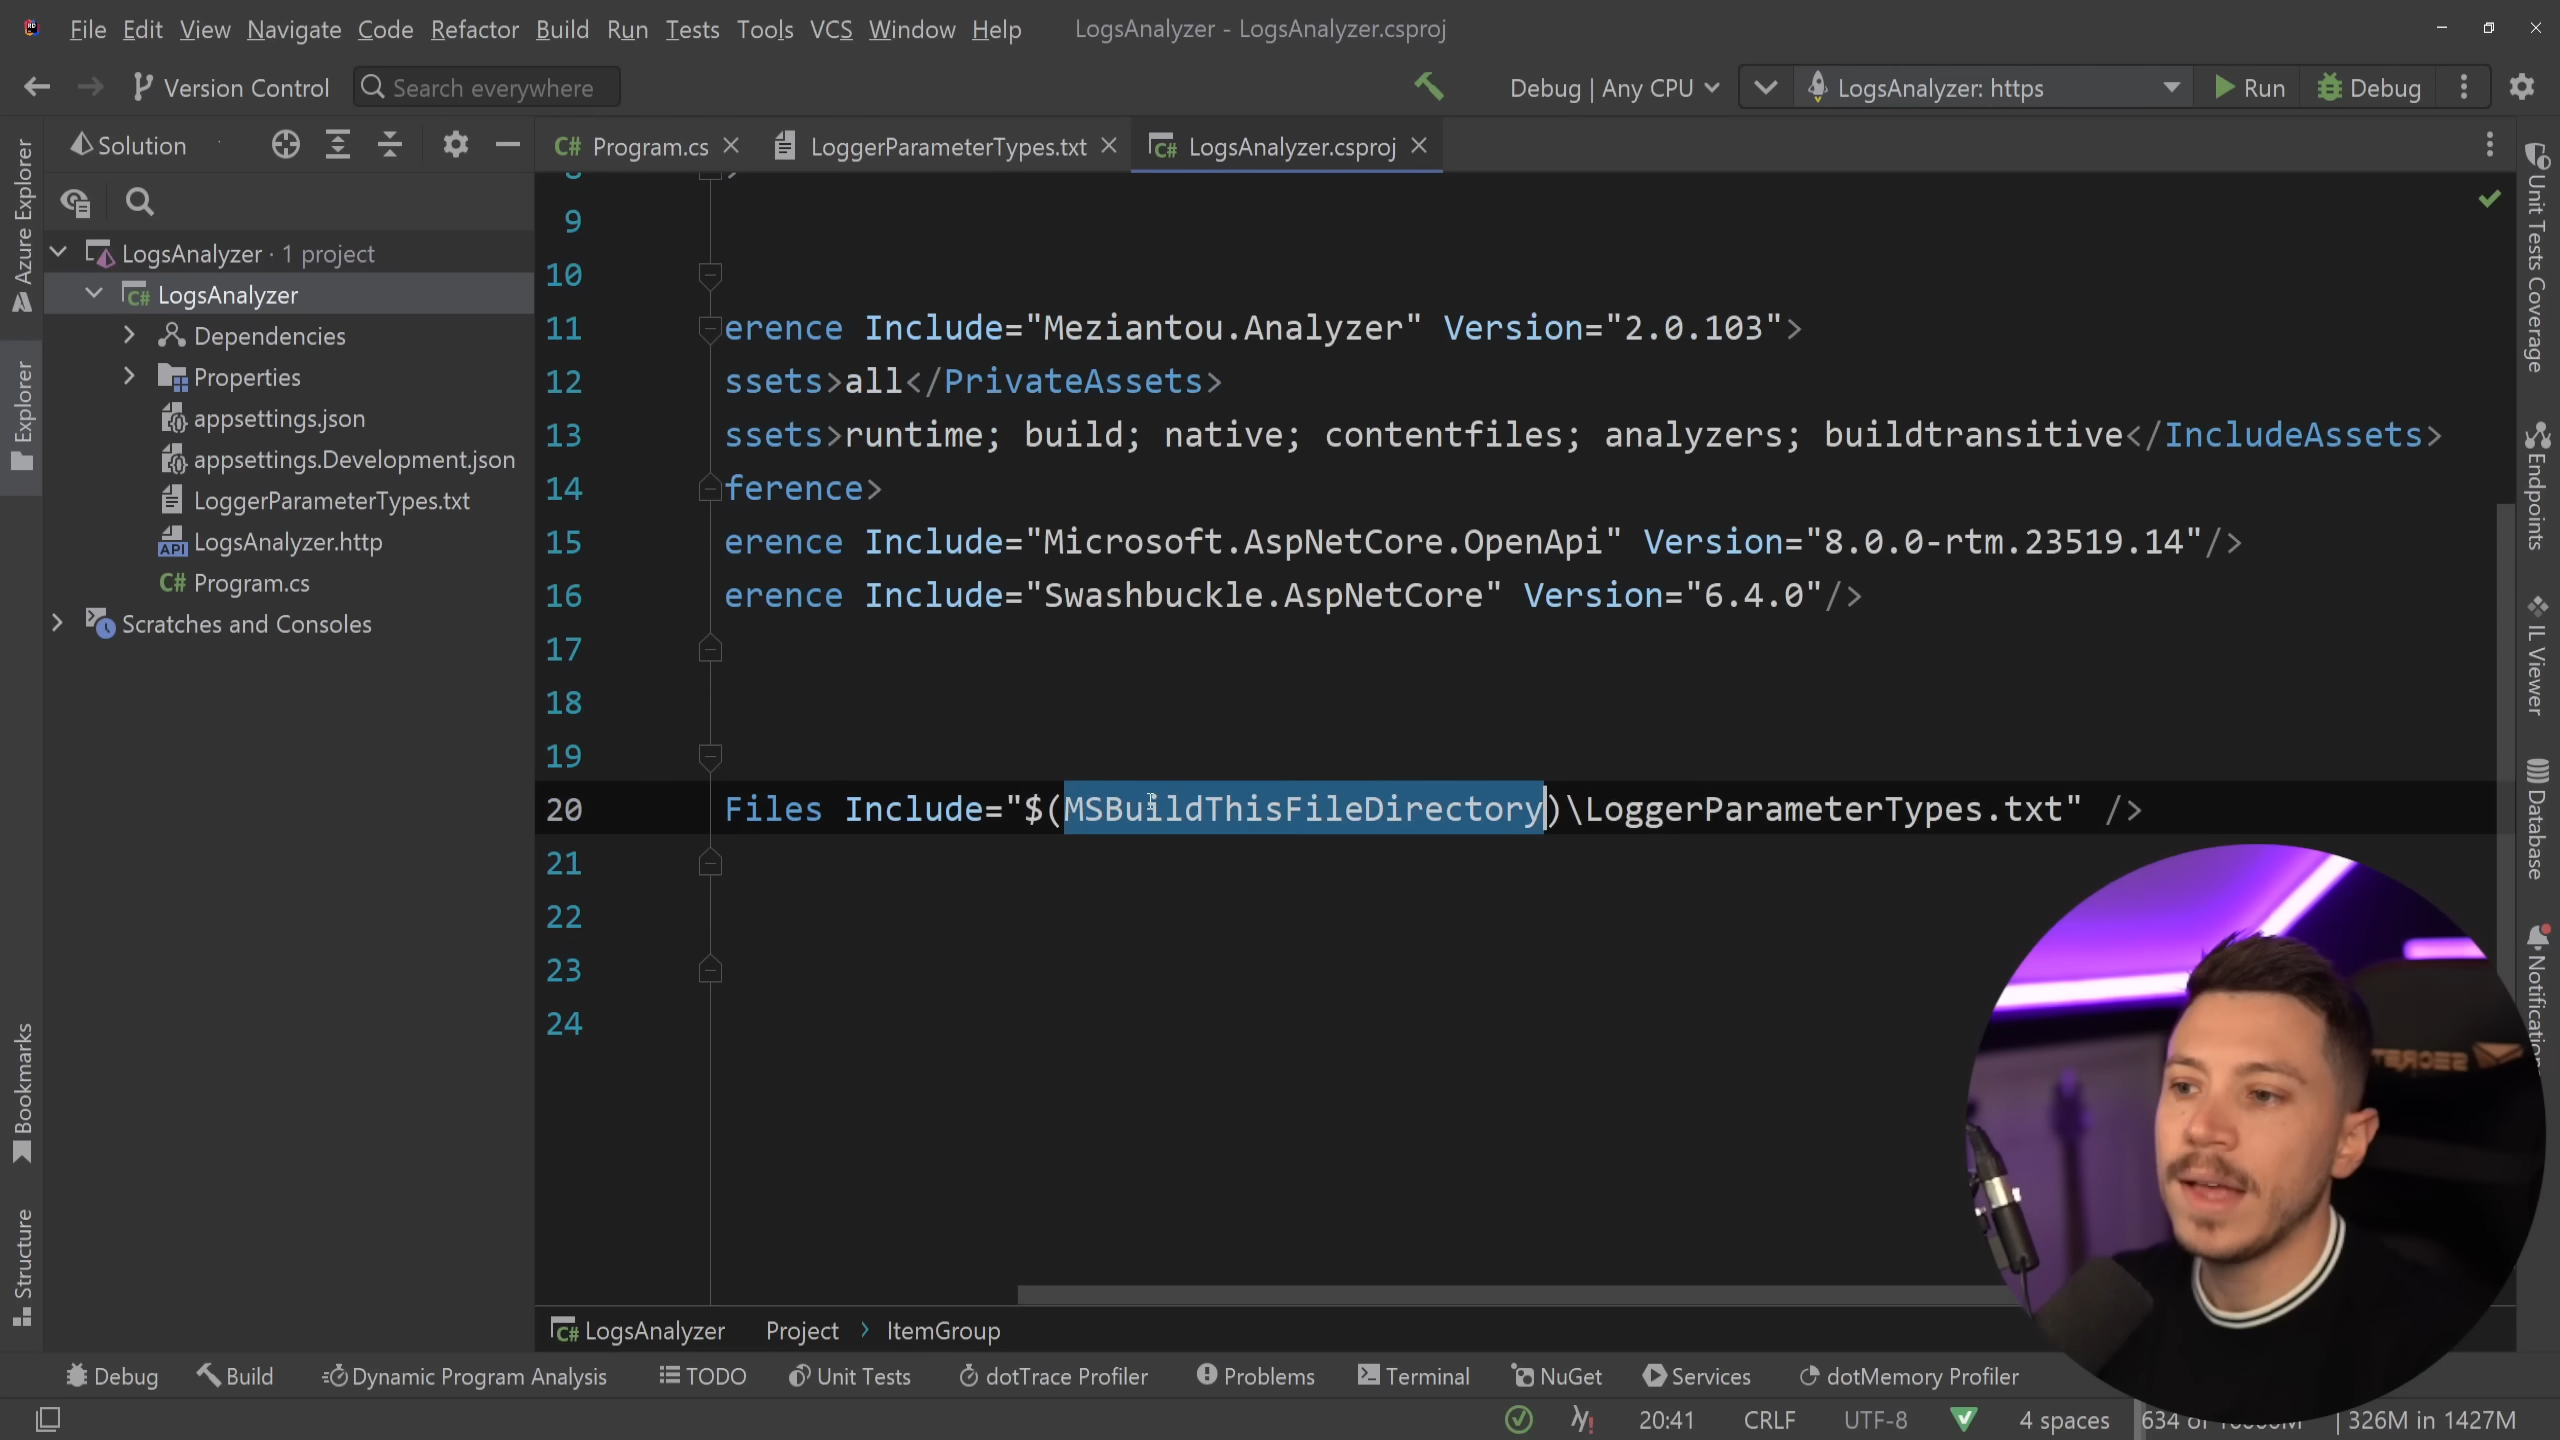 File Edit View Navigate Code Refactor Build Run Tests Tools VCS Window Help LogsAnalyzer - LogsAnalyzer.csproj
Version Control Search everywhere Debug | Any CPU LogsAnalyzer: https Run Debug
Solution
Program.cs LoggerParameterTypes.txt LogsAnalyzer.csproj
LogsAnalyzer · 1 project
LogsAnalyzer
Dependencies
Properties
appsettings.json
appsettings.Development.json
LoggerParameterTypes.txt
API LogsAnalyzer.http
C# Program.cs
Scratches and Consoles
Azure Explorer
Explorer
Bookmarks
Structure
9
10
11 erence Include="Meziantou.Analyzer" Version="2.0.103">
12 ssets>all</PrivateAssets>
13 ssets>runtime; build; native; contentfiles; analyzers; buildtransitive</IncludeAssets>
14 ference>
15 erence Include="Microsoft.AspNetCore.OpenApi" Version="8.0.0-rtm.23519.14"/>
16 erence Include="Swashbuckle.AspNetCore" Version="6.4.0"/>
17
18
19
20 Files Include="$(MSBuildThisFileDirectory)\LoggerParameterTypes.txt" />
21
22
23
24
Unit Tests Coverage
Endpoints
IL Viewer
Database
SECRET
LogsAnalyzer Project > ItemGroup
Debug Build Dynamic Program Analysis TODO Unit Tests dotTrace Profiler Problems Terminal NuGet Services dotMemory Profiler
20:41 CRLF UTF-8 4 spaces 326M in 1427M